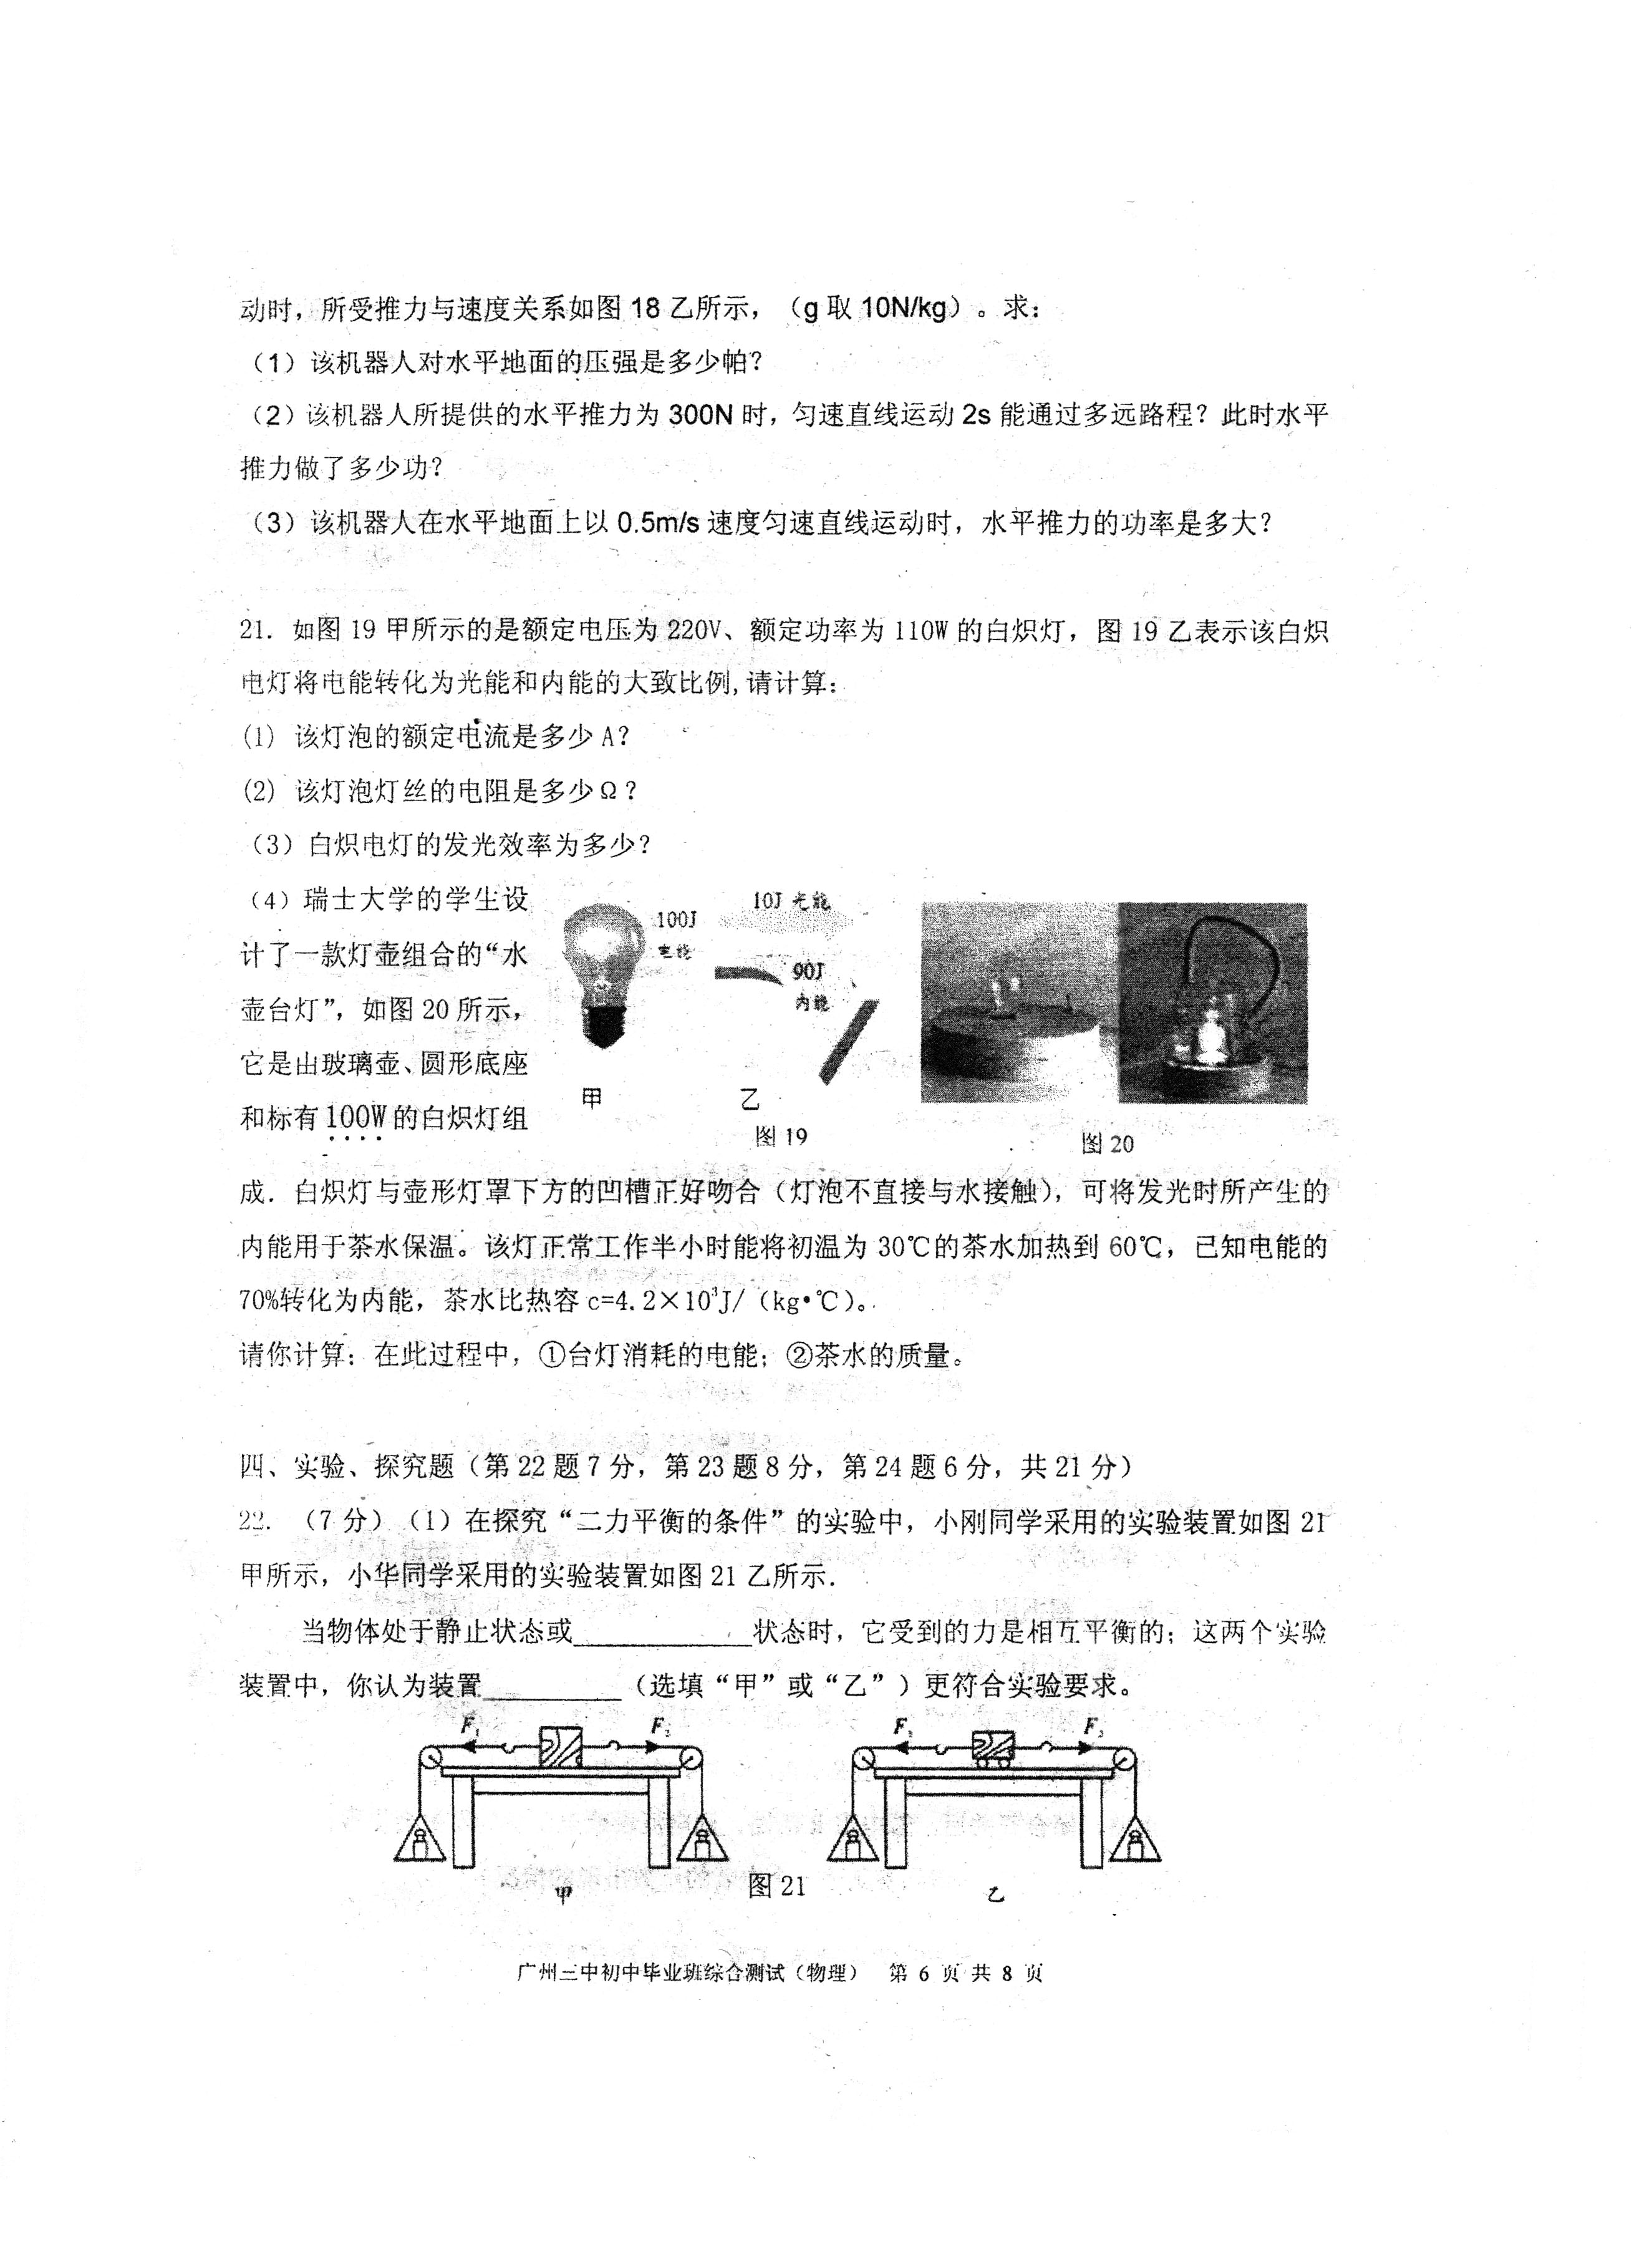 动时，所受推力与速度关系如图 18 乙所示，（g 取 10N/kg）。求：
（1）该机器人对水平地面的压强是多少帕？
（2）该机器人所提供的水平推力为 300N 时，匀速直线运动 2s 能通过多远路程？此时水平
推力做了多少功？
（3）该机器人在水平地面上以 0.5m/s 速度匀速直线运动时，水平推力的功率是多大？
21. 如图 19 甲所示的是额定电压为 220V、额定功率为 110W 的白炽灯，图 19 乙表示该白炽
电灯将电能转化为光能和内能的大致比例,请计算：
(1) 该灯泡的额定电流是多少 A？
(2) 该灯泡灯丝的电阻是多少 Ω？
（3）白炽电灯的发光效率为多少？
（4）瑞士大学的学生设
计了一款灯壶组合的“水
壶台灯”，如图 20 所示，
它是由玻璃壶、圆形底座
和标有 100W 的白炽灯组
100J
电能
10J 光能
90J
内能
甲
乙
图 19
图 20
成. 白炽灯与壶形灯罩下方的凹槽正好吻合（灯泡不直接与水接触），可将发光时所产生的
内能用于茶水保温。该灯正常工作半小时能将初温为 30℃的茶水加热到 60℃，已知电能的
70%转化为内能，茶水比热容 c=4.2×10³J/（kg•℃）。
请你计算：在此过程中，①台灯消耗的电能；②茶水的质量。
四、实验、探究题（第 22 题 7 分，第 23 题 8 分，第 24 题 6 分，共 21 分）
22. （7 分）（1）在探究“二力平衡的条件”的实验中，小刚同学采用的实验装置如图 21
甲所示，小华同学采用的实验装置如图 21 乙所示.
当物体处于静止状态或____________状态时，它受到的力是相互平衡的；这两个实验
装置中，你认为装置__________（选填“甲”或“乙”）更符合实验要求。
F₁ F₂ F₁ F₂
甲
图 21
乙
广州三中初中毕业班综合测试（物理） 第 6 页 共 8 页